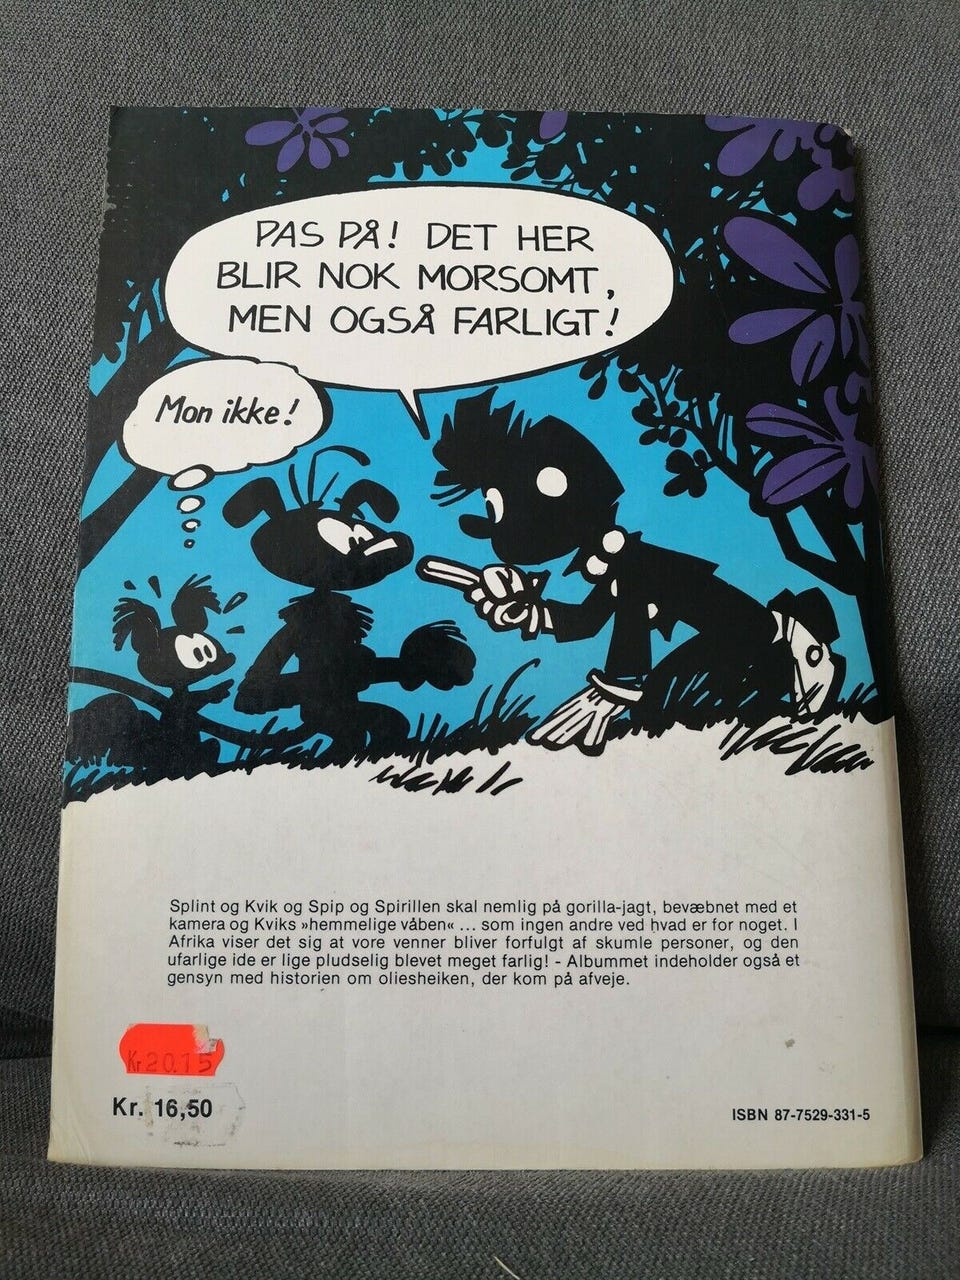 PAS PÅ! DET HER
BLIR NOK MORSOMT,
MEN OGSÅ FARLIGT!
Mon ikke!
Splint og Kvik og Spip og Spirillen skal nemlig på gorilla-jagt, bevæbnet med et
kamera og Kviks »hemmelige våben« ... som ingen andre ved hvad er for noget. I
Afrika viser det sig at vore venner bliver forfulgt af skumle personer, og den
ufarlige ide er lige pludselig blevet meget farlig! - Albummet indeholder også et
gensyn med historien om oliesheiken, der kom på afveje.
Kr 20.15
Kr. 16,50
ISBN 87-7529-331-5